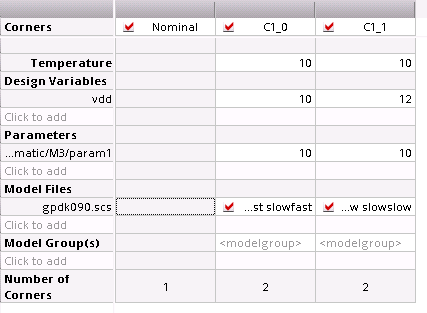 Corners Nominal C1_0 C1_1
Temperature 10 10
Design Variables
vdd 10 12
Click to add
Parameters
...matic/M3/param1 10 10
Click to add
Model Files
gpdk090.scs ...st slowfast ...w slowslow
Click to add
Model Group(s) <modelgroup> <modelgroup>
Click to add
Number of
Corners 1 2 2